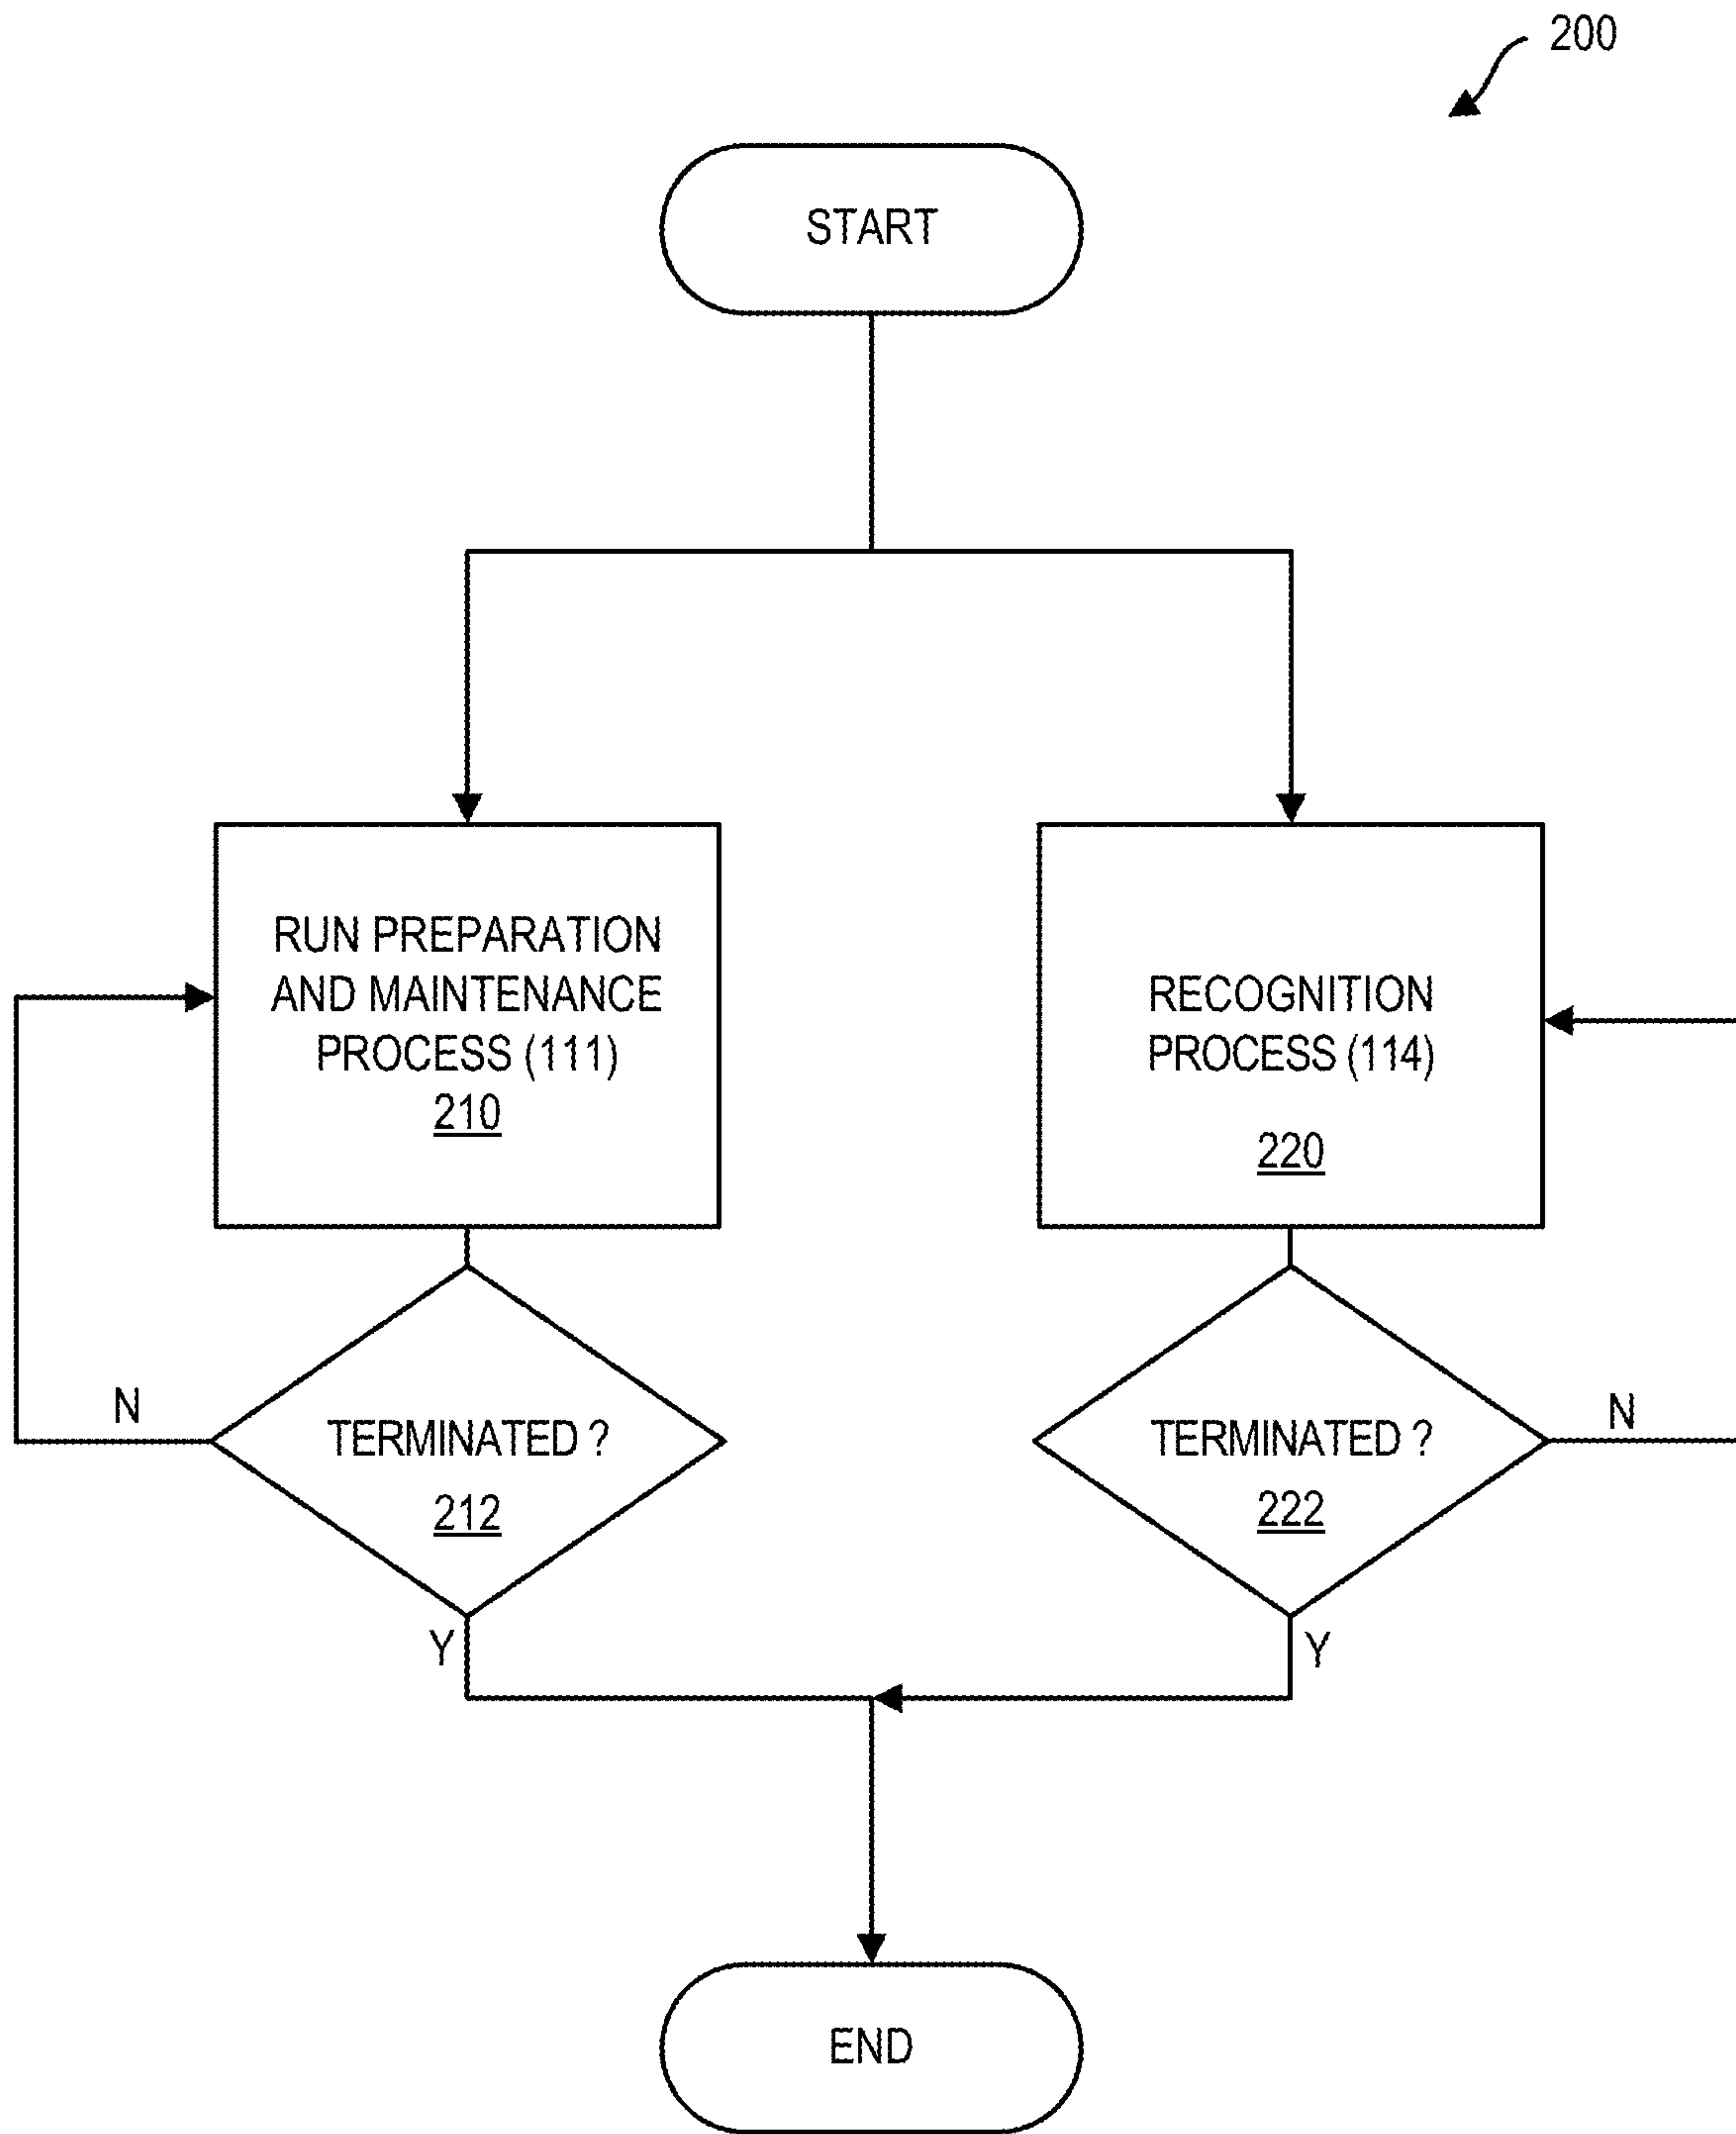 200
START
RUN PREPARATION
AND MAINTENANCE
PROCESS (111)
210
RECOGNITION
PROCESS (114)
220
N
TERMINATED ?
212
Y
TERMINATED ?
222
N
Y
END